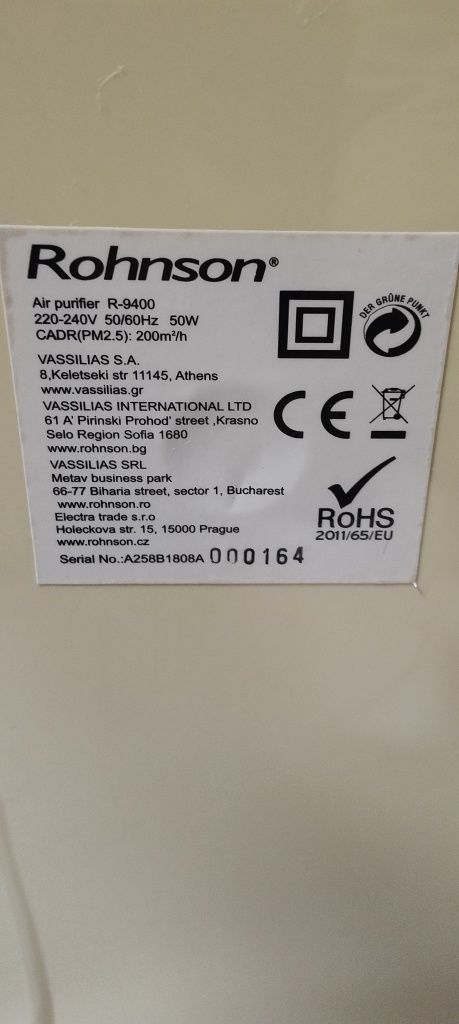 Rohnson®
Air purifier R-9400
220-240V 50/60Hz 50W
CADR(PM2.5): 200m²/h
DER GRÜNE PUNKT
VASSILIAS S.A.
8,Keletseki str 11145, Athens
www.vassilias.gr
VASSILIAS INTERNATIONAL LTD
61 A' Pirinski Prohod' street ,Krasno
Selo Region Sofia 1680
www.rohnson.bg
CE
VASSILIAS SRL
Metav business park
66-77 Biharia street, sector 1, Bucharest
www.rohnson.ro
Electra trade s.r.o
Holeckova str. 15, 15000 Prague
www.rohnson.cz
RoHS
2011/65/EU
Serial No.:A258B1808A 000164